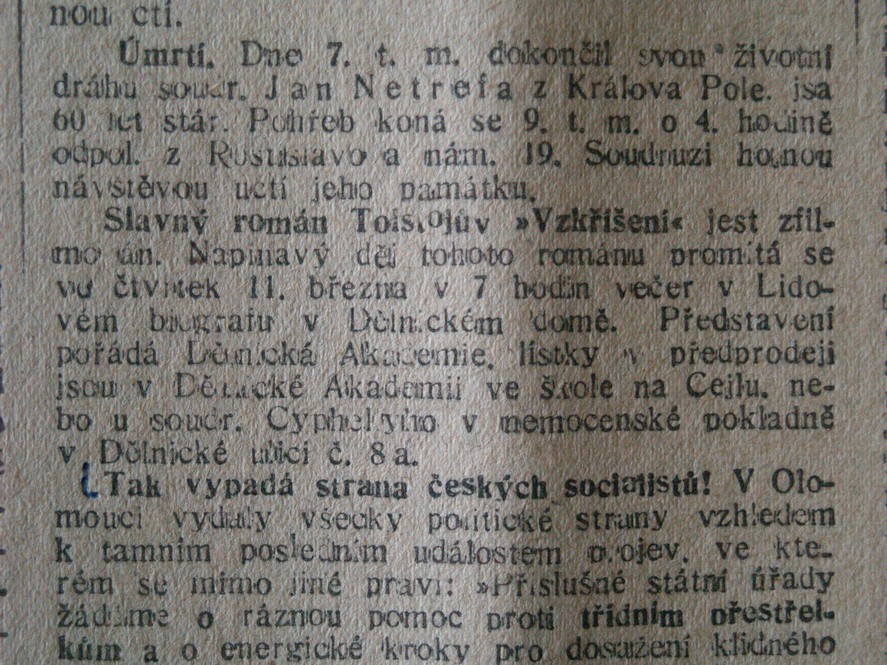 nou ctí.
Úmrtí. Dne 7. t. m. dokončil svou životní
dráhu soudr. Jan Netrefa z Králova Pole. jsa
60 let stár. Pohřeb koná se 9. t. m. o 4. hodině
odpol. z nám. 19. Soudruzi hojnou
návštěvou uctí jeho památku.
Slavný román Tolstojův »Vzkříšení« jest zfil-
mován. Napínavý děj tohoto románu promítá se
ve čtvrtek 11. března v 7 hodin večer v Lido-
vém biografu v Dělnickém domě. Představení
pořádá Dělnická Akademie, lístky v předprodeji
jsou v Dělnické Akademii ve škole na Cejlu, ne-
bo u soudr. v nemocenské pokladně
v Dělnické ulici č. 8a.
Tak vypadá strana českých socialistů! V Olo-
mouci vydaly všecky politické strany vzhledem
k tamním posledním událostem projev, ve kte-
rém se mimo jiné praví: »Příslušné státní úřady
žádáme o ráznou pomoc proti třídním přestřel-
kům a o energické kroky pro dosažení klidného